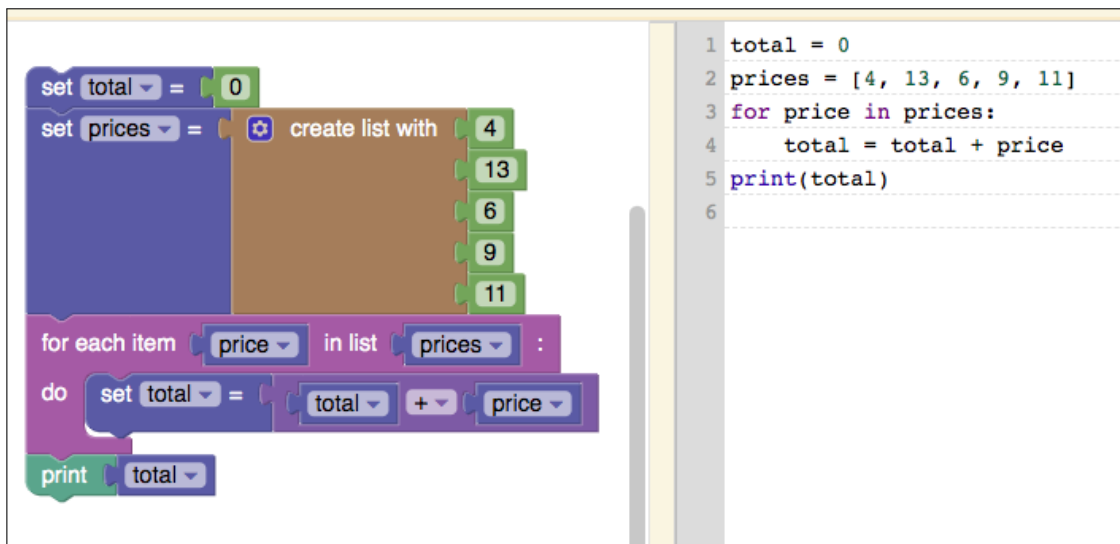 set total = 0
set prices = create list with 4
13
6
9
11
for each item price in list prices :
do set total = total + price
print total
1 total = 0
2 prices = [4, 13, 6, 9, 11]
3 for price in prices:
4     total = total + price
5 print(total)
6